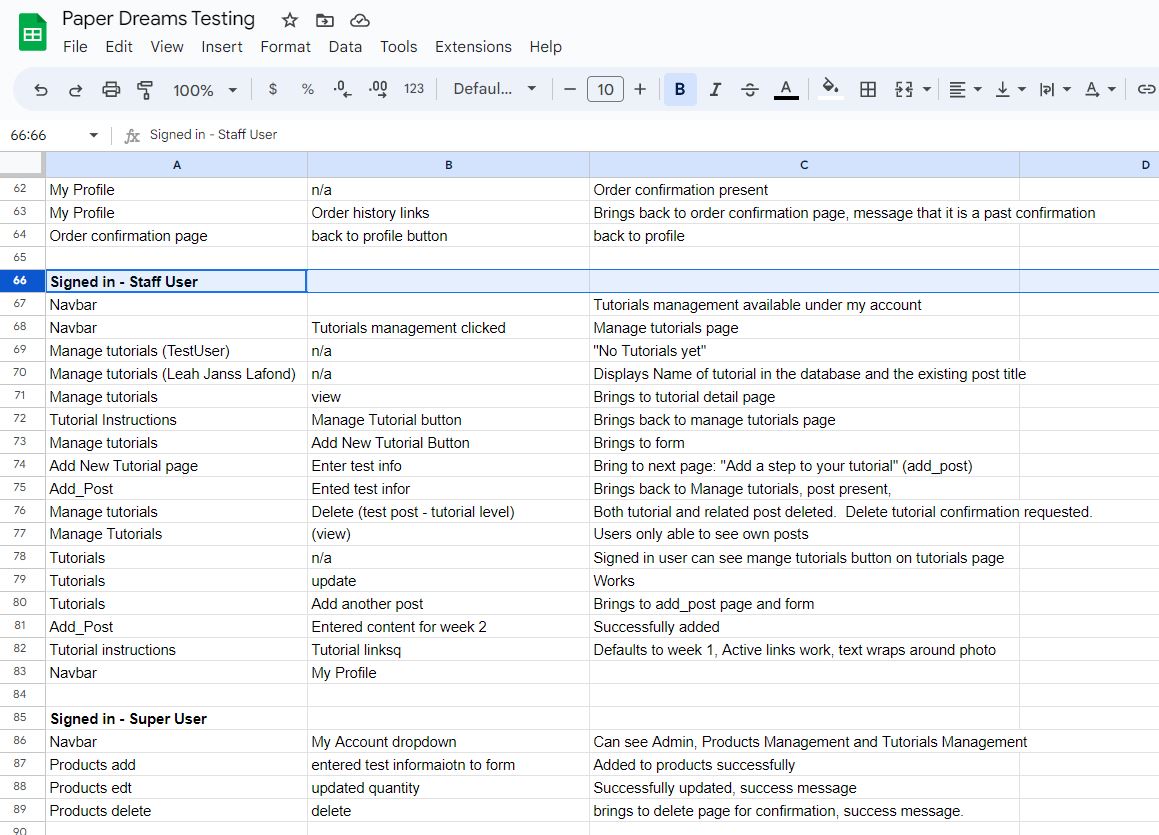 Paper Dreams Testing
File Edit View Insert Format Data Tools Extensions Help
100% $ % .0 .00 123 Defaul... 10 B I S A A
66:66 fx Signed in - Staff User
A B C D
62 My Profile n/a Order confirmation present
63 My Profile Order history links Brings back to order confirmation page, message that it is a past confirmation
64 Order confirmation page back to profile button back to profile
65
66 Signed in - Staff User
67 Navbar Tutorials management available under my account
68 Navbar Tutorials management clicked Manage tutorials page
69 Manage tutorials (TestUser) n/a "No Tutorials yet"
70 Manage tutorials (Leah Janss Lafond) n/a Displays Name of tutorial in the database and the existing post title
71 Manage tutorials view Brings to tutorial detail page
72 Tutorial Instructions Manage Tutorial button Brings back to manage tutorials page
73 Manage tutorials Add New Tutorial Button Brings to form
74 Add New Tutorial page Enter test info Bring to next page: "Add a step to your tutorial" (add_post)
75 Add_Post Ented test infor Brings back to Manage tutorials, post present,
76 Manage tutorials Delete (test post - tutorial level) Both tutorial and related post deleted.  Delete tutorial confirmation requested.
77 Manage Tutorials (view) Users only able to see own posts
78 Tutorials n/a Signed in user can see mange tutorials button on tutorials page
79 Tutorials update Works
80 Tutorials Add another post Brings to add_post page and form
81 Add_Post Entered content for week 2 Successfully added
82 Tutorial instructions Tutorial linksq Defaults to week 1, Active links work, text wraps around photo
83 Navbar My Profile
84
85 Signed in - Super User
86 Navbar My Account dropdown Can see Admin, Products Management and Tutorials Management
87 Products add entered test informaiotn to form Added to products successfully
88 Products edt updated quantity Successfully updated, success message
89 Products delete delete brings to delete page for confirmation, success message.
90